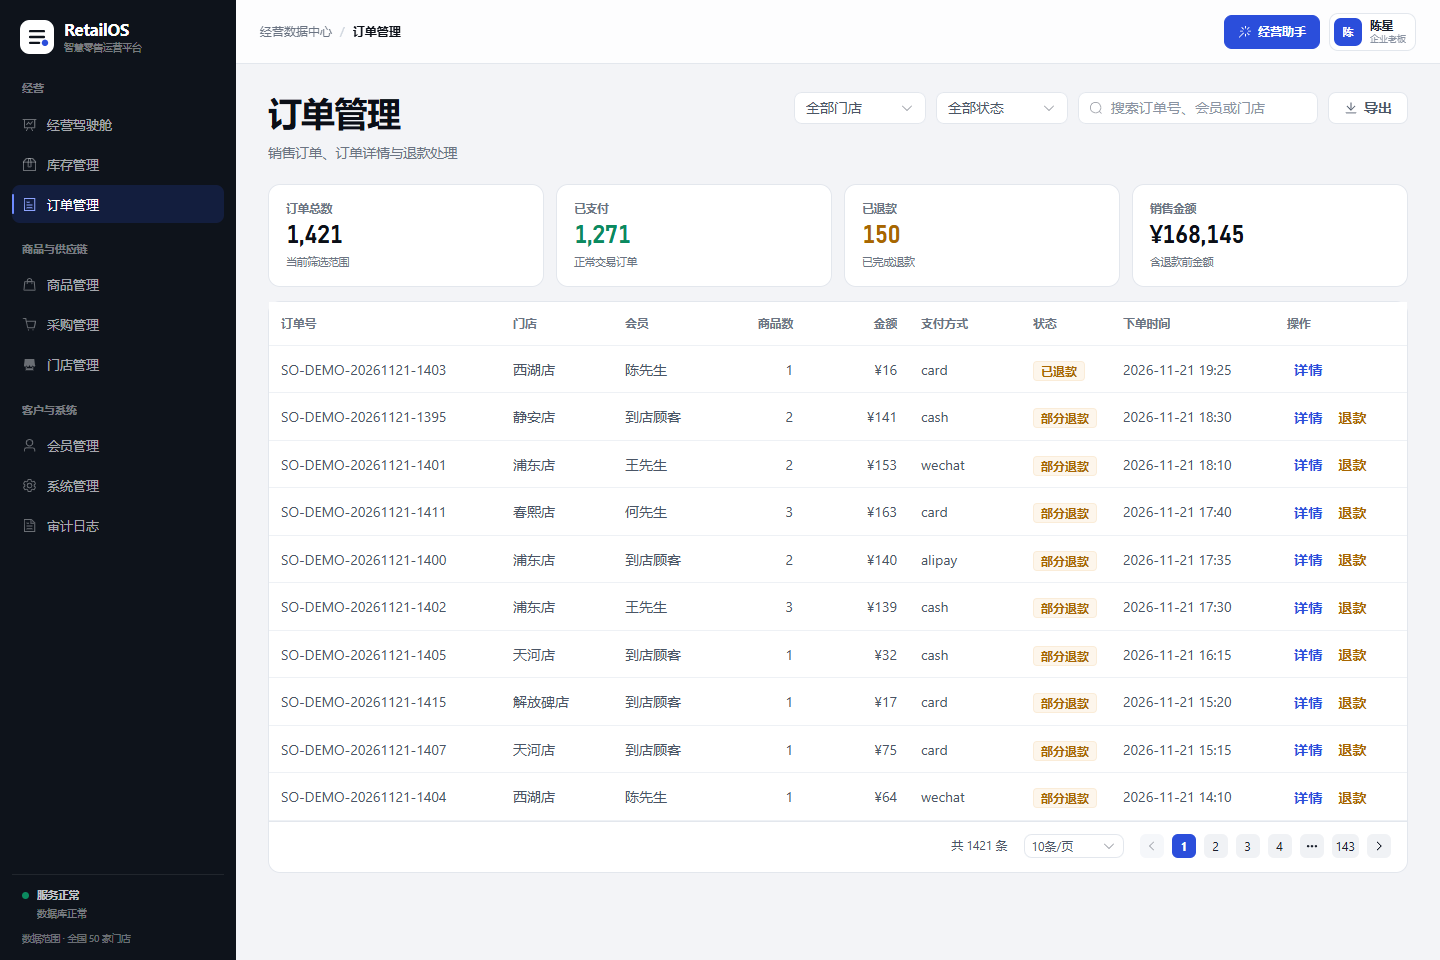 RetailOS
智慧零售运营平台
经营
经营驾驶舱
库存管理
订单管理
商品与供应链
商品管理
采购管理
门店管理
客户与系统
会员管理
系统管理
审计日志
服务正常
数据库正常
数据范围 · 全国 50 家门店
经营数据中心 / 订单管理
经营助手
陈
陈星
企业老板
订单管理
销售订单、订单详情与退款处理
全部门店
全部状态
搜索订单号、会员或门店
导出
订单总数
1,421
当前筛选范围
已支付
1,271
正常交易订单
已退款
150
已完成退款
销售金额
¥168,145
含退款前金额
订单号 门店 会员 商品数 金额 支付方式 状态 下单时间 操作
SO-DEMO-20261121-1403 西湖店 陈先生 1 ¥16 card 已退款 2026-11-21 19:25 详情
SO-DEMO-20261121-1395 静安店 到店顾客 2 ¥141 cash 部分退款 2026-11-21 18:30 详情 退款
SO-DEMO-20261121-1401 浦东店 王先生 2 ¥153 wechat 部分退款 2026-11-21 18:10 详情 退款
SO-DEMO-20261121-1411 春熙店 何先生 3 ¥163 card 部分退款 2026-11-21 17:40 详情 退款
SO-DEMO-20261121-1400 浦东店 到店顾客 2 ¥140 alipay 部分退款 2026-11-21 17:35 详情 退款
SO-DEMO-20261121-1402 浦东店 王先生 3 ¥139 cash 部分退款 2026-11-21 17:30 详情 退款
SO-DEMO-20261121-1405 天河店 到店顾客 1 ¥32 cash 部分退款 2026-11-21 16:15 详情 退款
SO-DEMO-20261121-1415 解放碑店 到店顾客 1 ¥17 card 部分退款 2026-11-21 15:20 详情 退款
SO-DEMO-20261121-1407 天河店 到店顾客 1 ¥75 card 部分退款 2026-11-21 15:15 详情 退款
SO-DEMO-20261121-1404 西湖店 陈先生 1 ¥64 wechat 部分退款 2026-11-21 14:10 详情 退款
共 1421 条 10条/页 1 2 3 4 ••• 143